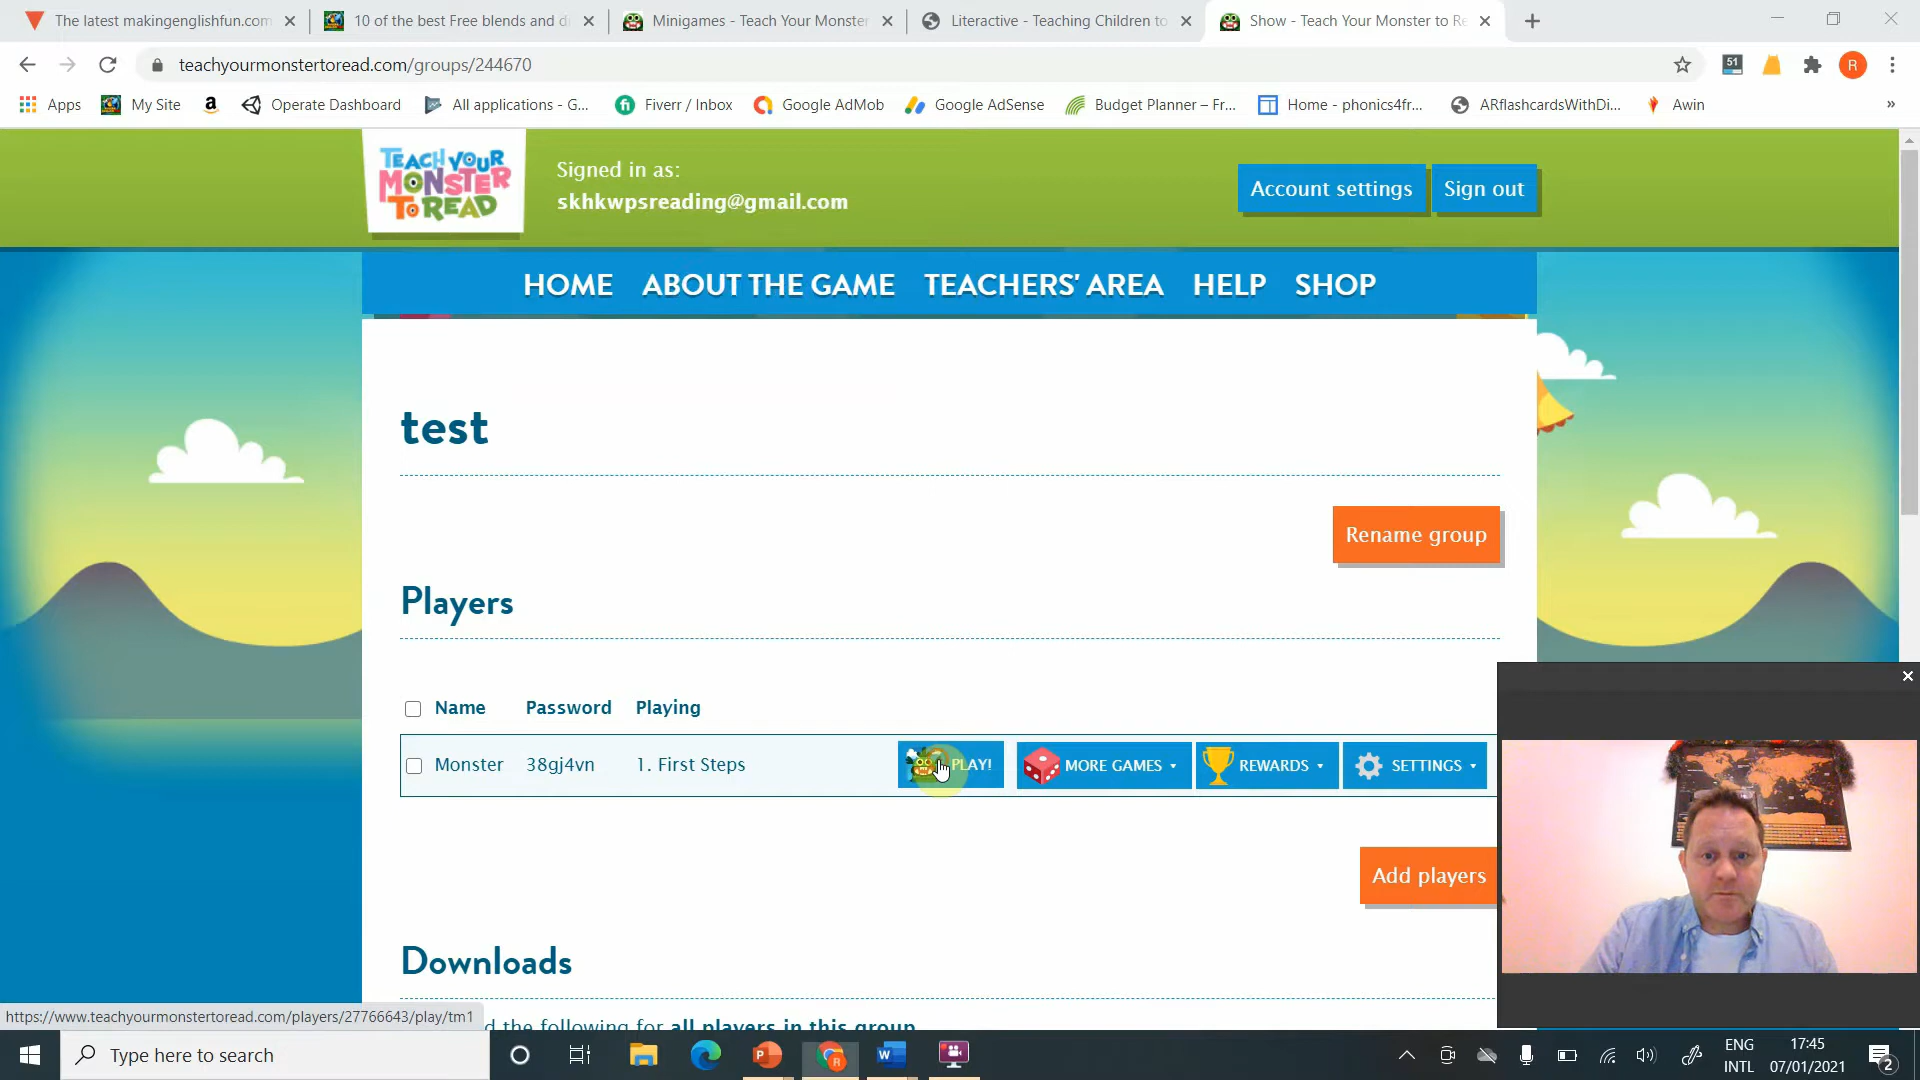 The latest makingenglishfun.com
10 of the best Free blends and di
Minigames - Teach Your Monster
Literactive - Teaching Children to
Show - Teach Your Monster to Re
teachyourmonstertoread.com/groups/244670
51
R
Apps
My Site
Operate Dashboard
All applications - G...
Fiverr / Inbox
Google AdMob
Google AdSense
Budget Planner – Fr...
Home - phonics4fr...
ARflashcardsWithDi...
Awin
»
TEACH YOUR
MONSTER
TO READ
Signed in as:
skhkwpsreading@gmail.com
Account settings
Sign out
HOME
ABOUT THE GAME
TEACHERS' AREA
HELP
SHOP
test
Rename group
Players
Name Password Playing
Monster 38gj4vn 1. First Steps
PLAY!
MORE GAMES
REWARDS
SETTINGS
Add players
Downloads
d the following for all players in this group
https://www.teachyourmonstertoread.com/players/27766643/play/tm1
Type here to search
ENG
INTL
17:45
07/01/2021
2